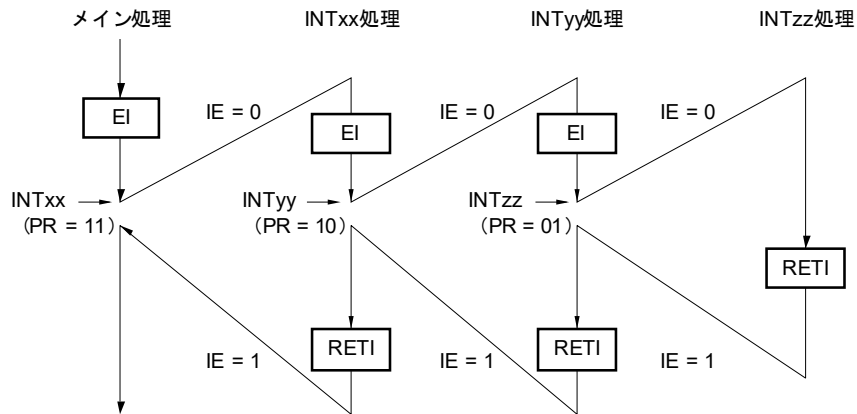 メイン処理
INTxx処理
INTyy処理
INTzz処理
EI
IE = 0
EI
IE = 0
EI
IE = 0
INTxx
（PR = 11）
INTyy
（PR = 10）
INTzz
（PR = 01）
RETI
IE = 1
RETI
IE = 1
RETI
IE = 1